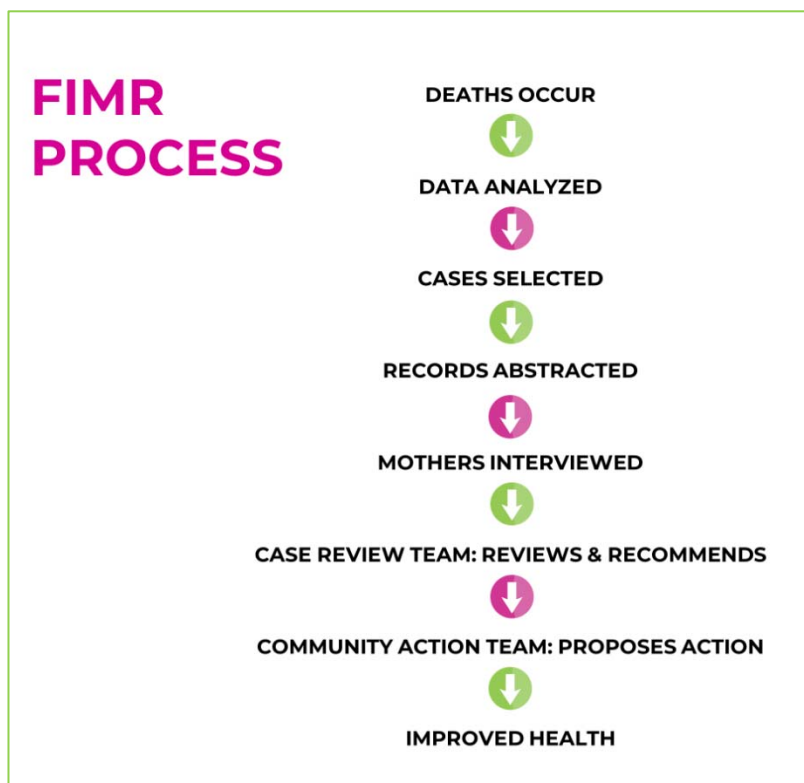 FIMR
PROCESS
DEATHS OCCUR
DATA ANALYZED
CASES SELECTED
RECORDS ABSTRACTED
MOTHERS INTERVIEWED
CASE REVIEW TEAM: REVIEWS & RECOMMENDS
COMMUNITY ACTION TEAM: PROPOSES ACTION
IMPROVED HEALTH